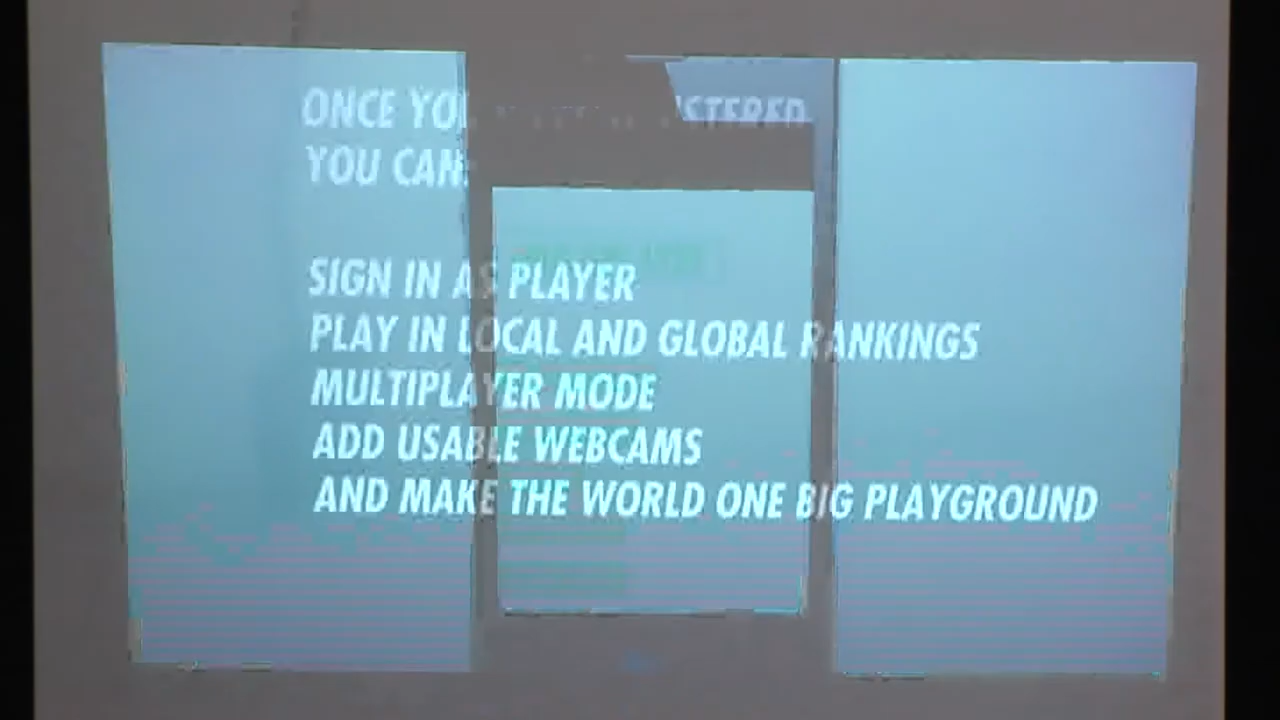 ONCE YOU
YOU CAN:
SIGN IN AS PLAYER
PLAY IN LOCAL AND GLOBAL RANKINGS
MULTIPLAYER MODE
ADD USABLE WEBCAMS
AND MAKE THE WORLD ONE BIG PLAYGROUND